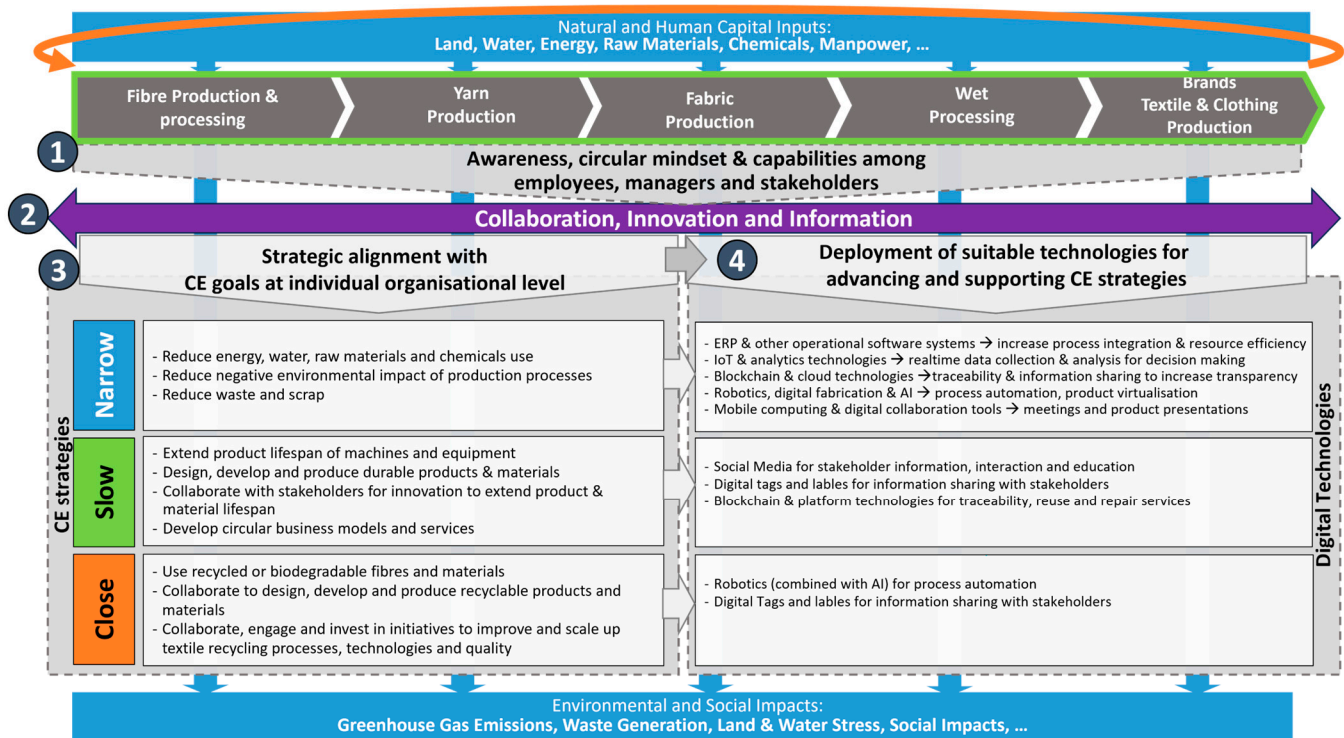 Natural and Human Capital Inputs:
Land, Water, Energy, Raw Materials, Chemicals, Manpower, ...
Fibre Production &
processing
Yarn
Production
Fabric
Production
Wet
Processing
Brands
Textile & Clothing
Production
1
Awareness, circular mindset & capabilities among
employees, managers and stakeholders
2
Collaboration, Innovation and Information
3
Strategic alignment with
CE goals at individual organisational level
4
Deployment of suitable technologies for
advancing and supporting CE strategies
CE strategies
Narrow
- Reduce energy, water, raw materials and chemicals use
- Reduce negative environmental impact of production processes
- Reduce waste and scrap
- ERP & other operational software systems → increase process integration & resource efficiency
- IoT & analytics technologies → realtime data collection & analysis for decision making
- Blockchain & cloud technologies →traceability & information sharing to increase transparency
- Robotics, digital fabrication & AI → process automation, product virtualisation
- Mobile computing & digital collaboration tools → meetings and product presentations
Slow
- Extend product lifespan of machines and equipment
- Design, develop and produce durable products & materials
- Collaborate with stakeholders for innovation to extend product &
material lifespan
- Develop circular business models and services
- Social Media for stakeholder information, interaction and education
- Digital tags and lables for information sharing with stakeholders
- Blockchain & platform technologies for traceability, reuse and repair services
Close
- Use recycled or biodegradable fibres and materials
- Collaborate to design, develop and produce recyclable products and
materials
- Collaborate, engage and invest in initiatives to improve and scale up
textile recycling processes, technologies and quality
- Robotics (combined with AI) for process automation
- Digital Tags and lables for information sharing with stakeholders
Digital Technologies
Environmental and Social Impacts:
Greenhouse Gas Emissions, Waste Generation, Land & Water Stress, Social Impacts, ...